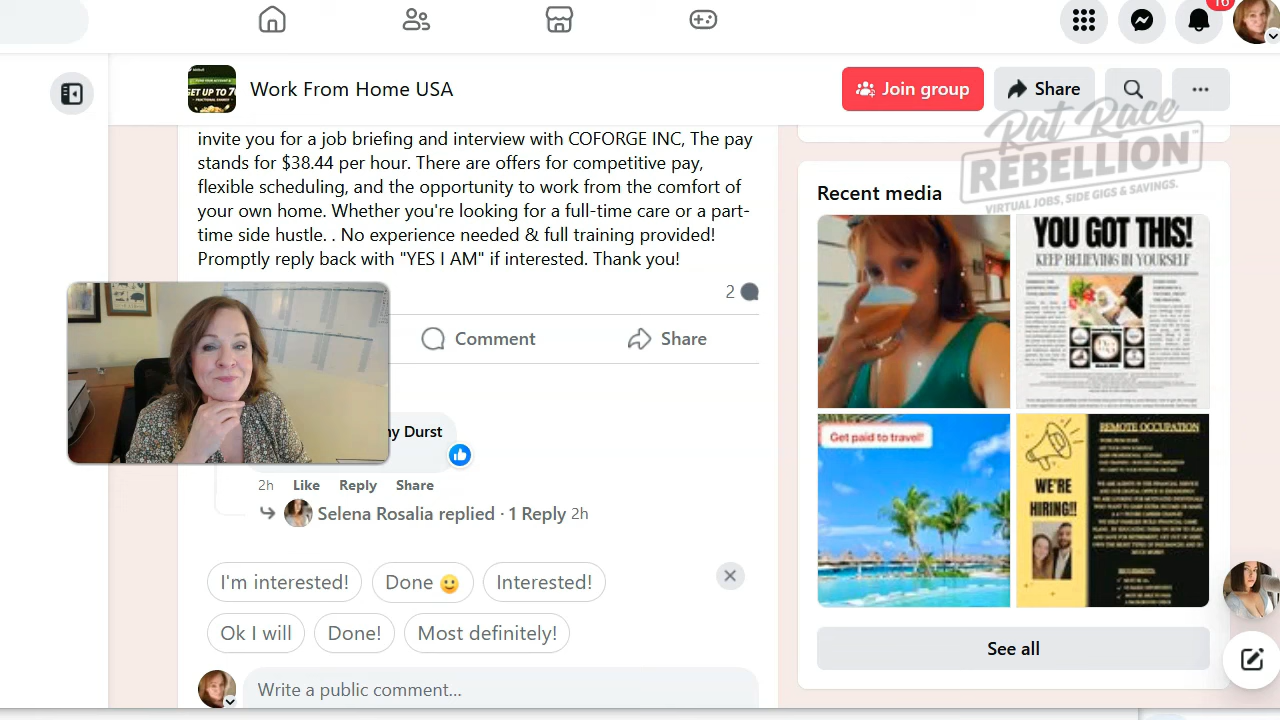 16
Work From Home USA
Join group
Share
invite you for a job briefing and interview with COFORGE INC, The pay
stands for $38.44 per hour. There are offers for competitive pay,
flexible scheduling, and the opportunity to work from the comfort of
your own home. Whether you're looking for a full-time care or a part-
time side hustle. . No experience needed & full training provided!
Promptly reply back with "YES I AM" if interested. Thank you!
2
Comment
Share
ny Durst
2h Like Reply Share
Selena Rosalia replied · 1 Reply 2h
I'm interested!
Done
Interested!
Ok I will
Done!
Most definitely!
Write a public comment...
Rat Race
REBELLION
VIRTUAL JOBS, SIDE GIGS & SAVINGS.
Recent media
YOU GOT THIS!
KEEP BELIEVING IN YOURSELF
Get paid to travel!
REMOTE OCCUPATION
WE'RE
HIRING!!
See all